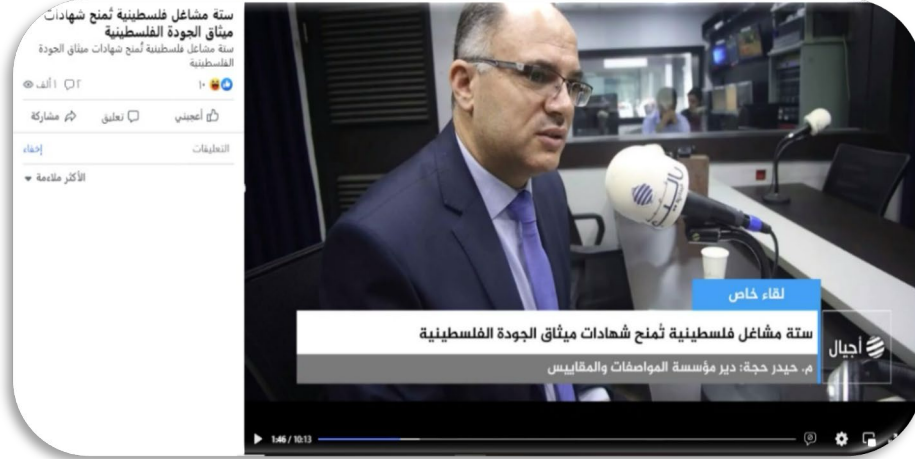 ستة مشاغل فلسطينية تُمنح شهادات
ميثاق الجودة الفلسطينية
ستة مشاغل فلسطينية تُمنح شهادات ميثاق الجودة
الفلسطينية
١٠
٢
١ ألف
أعجبني
تعليق
مشاركة
التعليقات
إخفاء
الأكثر ملاءمة
لقاء خاص
ستة مشاغل فلسطينية تُمنح شهادات ميثاق الجودة الفلسطينية
م. حيدر حجة: دير مؤسسة المواصفات والمقاييس
أجيال
1:46 / 10:13